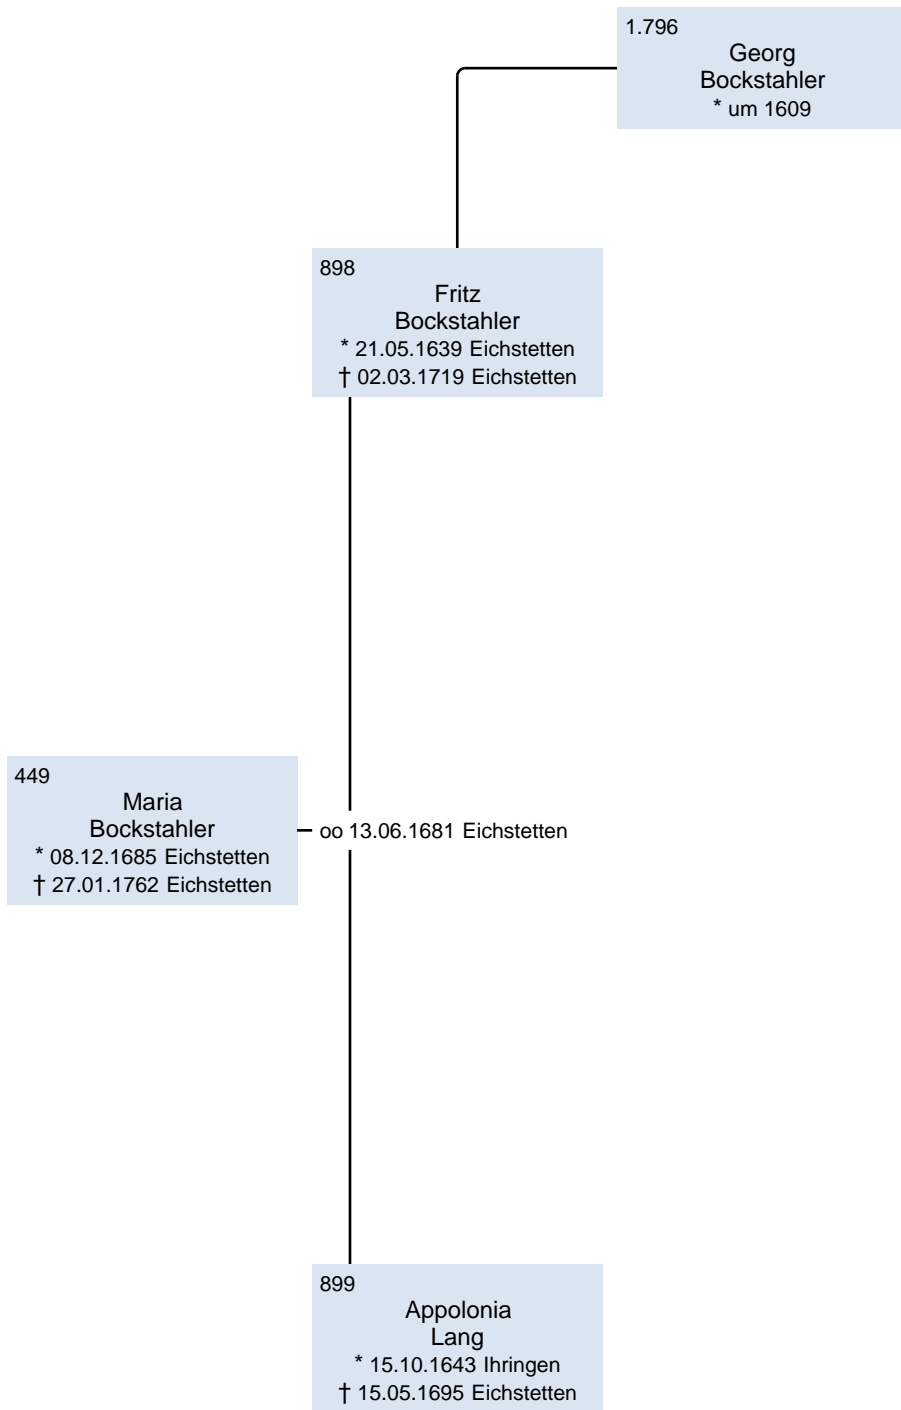 1.796
Georg
Bockstahler
* um 1609
898
Fritz
Bockstahler
* 21.05.1639 Eichstetten
† 02.03.1719 Eichstetten
449
Maria
Bockstahler
* 08.12.1685 Eichstetten
† 27.01.1762 Eichstetten
oo 13.06.1681 Eichstetten
899
Appolonia
Lang
* 15.10.1643 Ihringen
† 15.05.1695 Eichstetten